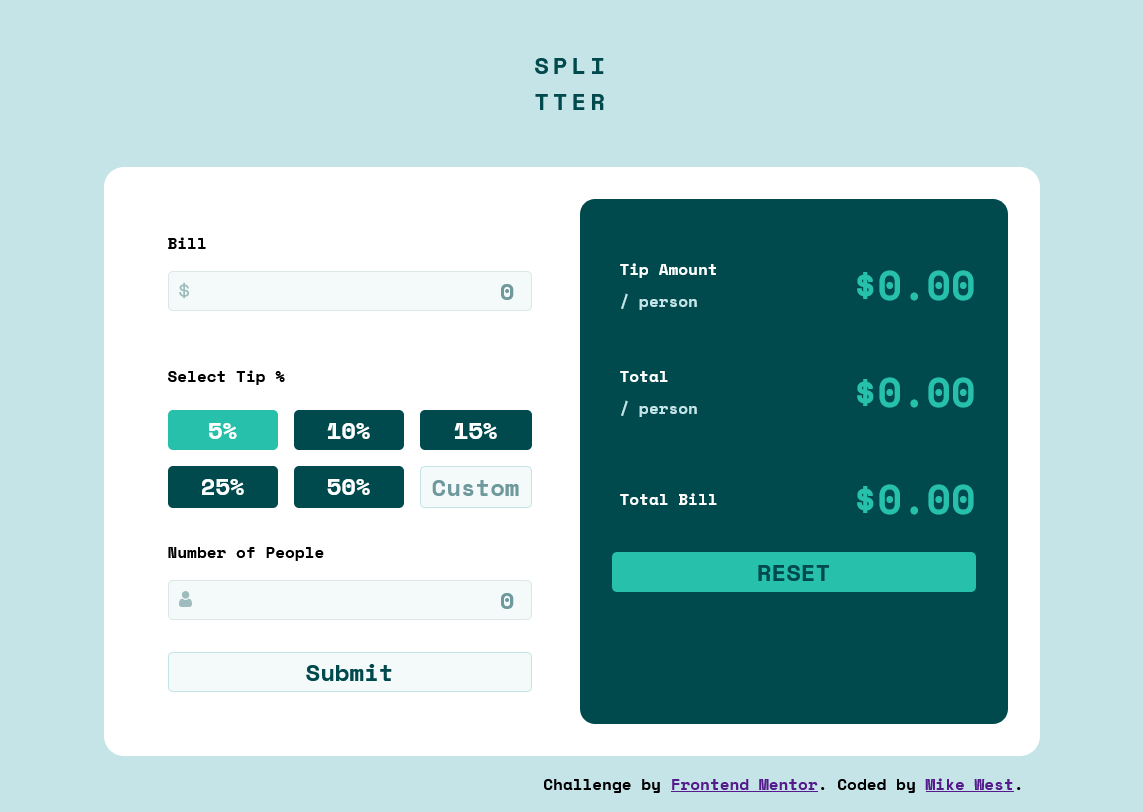 SPLI
TTER
Bill
$ 0
Select Tip %
5% 10% 15%
25% 50% Custom
Number of People
0
Submit
Tip Amount
/ person
$0.00
Total
/ person
$0.00
Total Bill $0.00
RESET
Challenge by Frontend Mentor. Coded by Mike West.